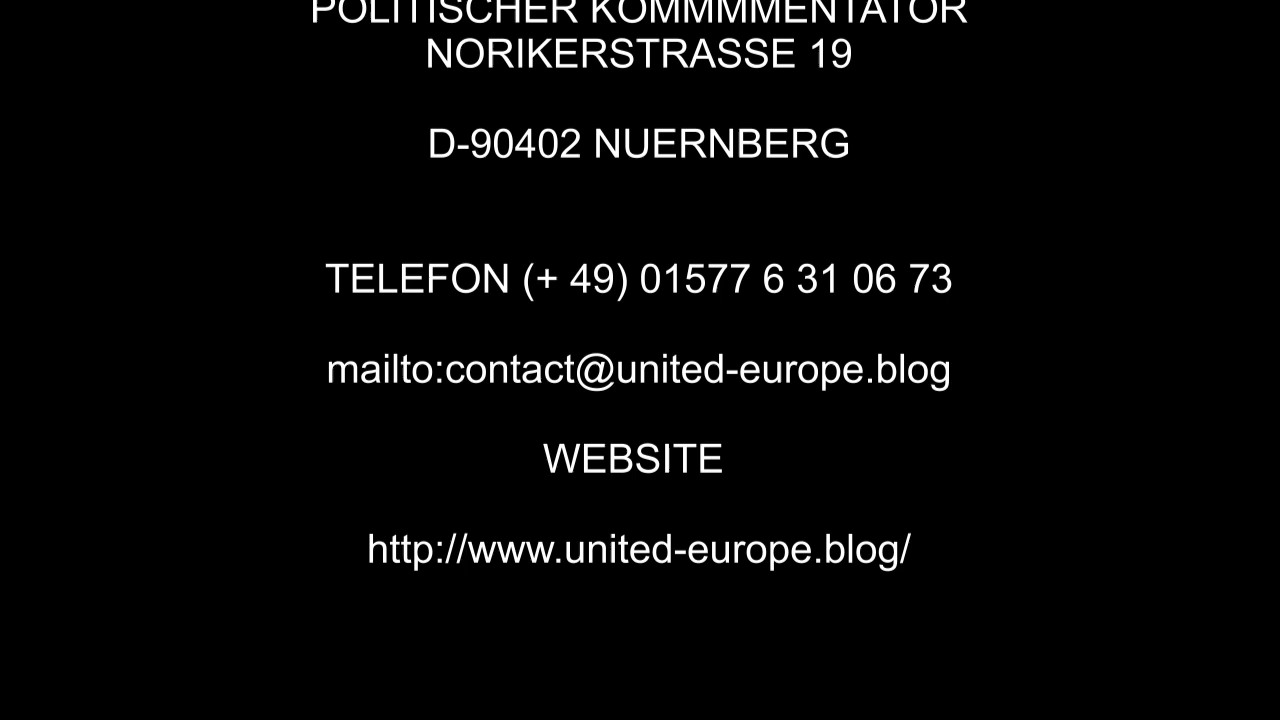 POLITISCHER KOMMMMENTATOR
NORIKERSTRASSE 19
D-90402 NUERNBERG
TELEFON (+ 49) 01577 6 31 06 73
mailto:contact@united-europe.blog
WEBSITE
http://www.united-europe.blog/